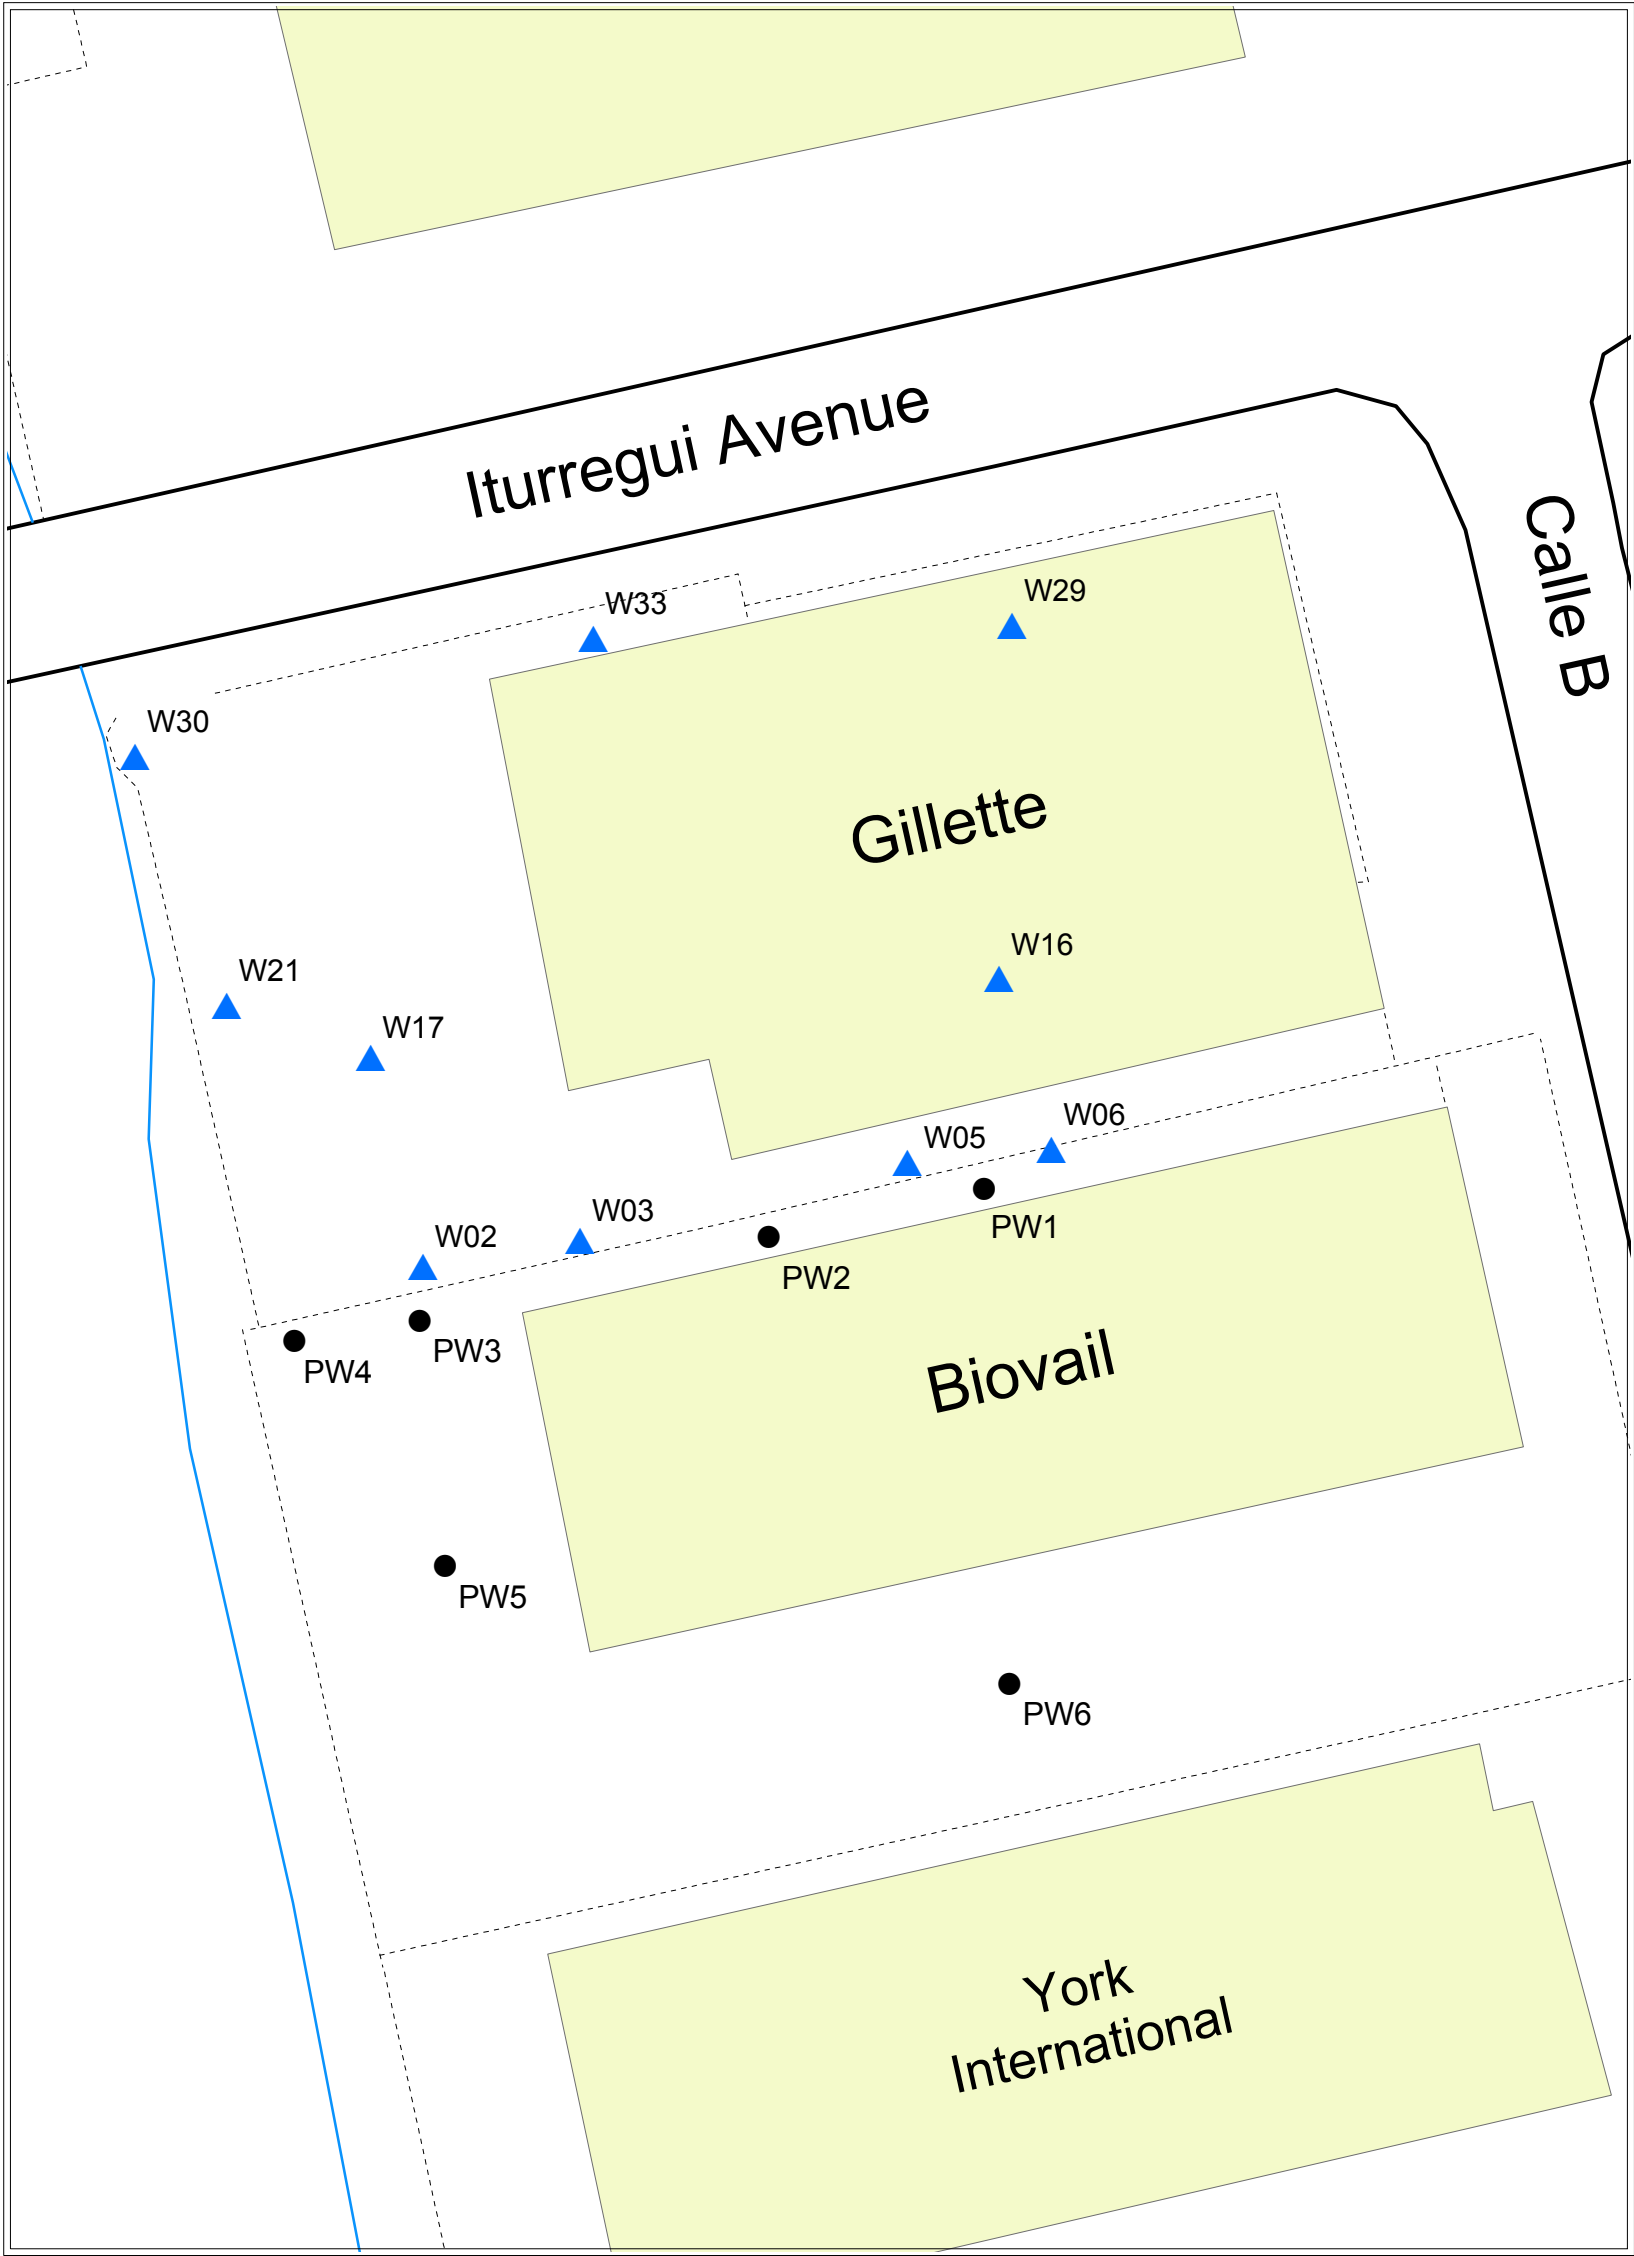 Iturregui Avenue
Calle B
W33
W29
W30
Gillette
W21
W16
W17
W06
W05
W03
PW1
W02
PW2
PW3
PW4
Biovail
PW5
PW6
York
International